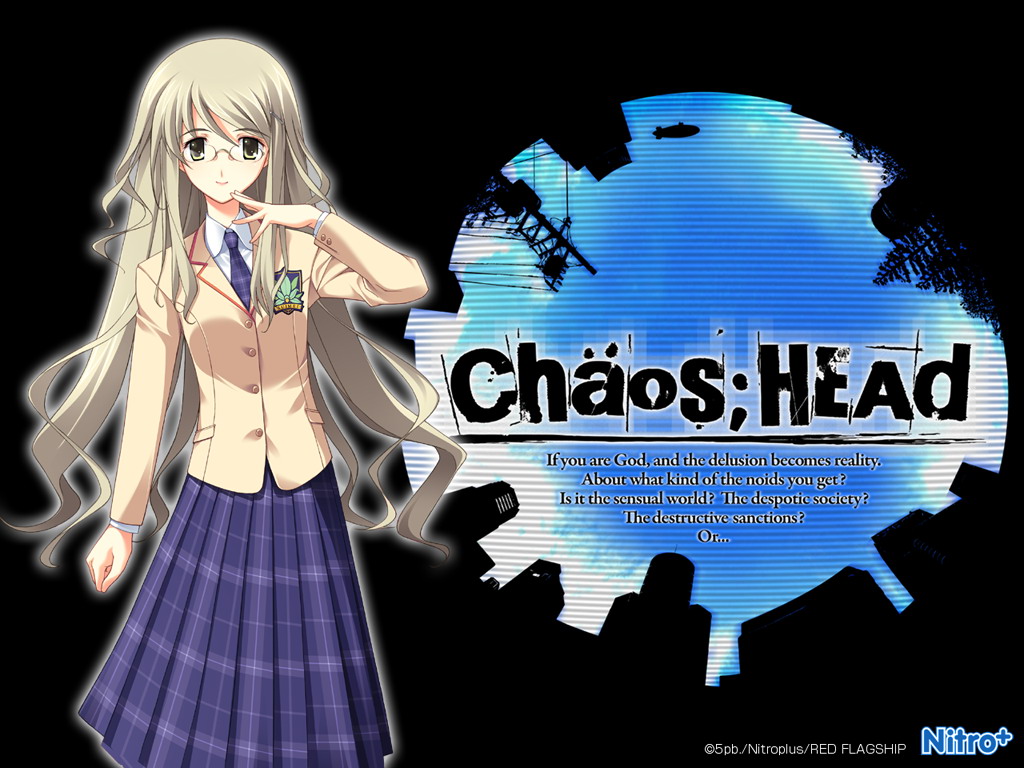 Chäos;HEAd
If you are God, and the delusion becomes reality.
About what kind of the noids you get?
Is it the sensual world? The despotic society?
The destructive sanctions?
Or...
©5pb./Nitroplus/RED FLAGSHIP
Nitro+